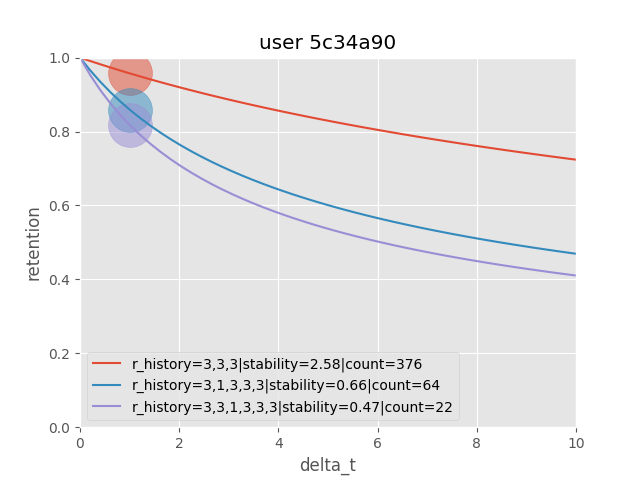 user 5c34a90
1.0
0.8
0.6
0.4
0.2
0.0
retention
r_history=3,3,3|stability=2.58|count=376
r_history=3,1,3,3,3|stability=0.66|count=64
r_history=3,3,1,3,3,3|stability=0.47|count=22
0 2 4 6 8 10
delta_t